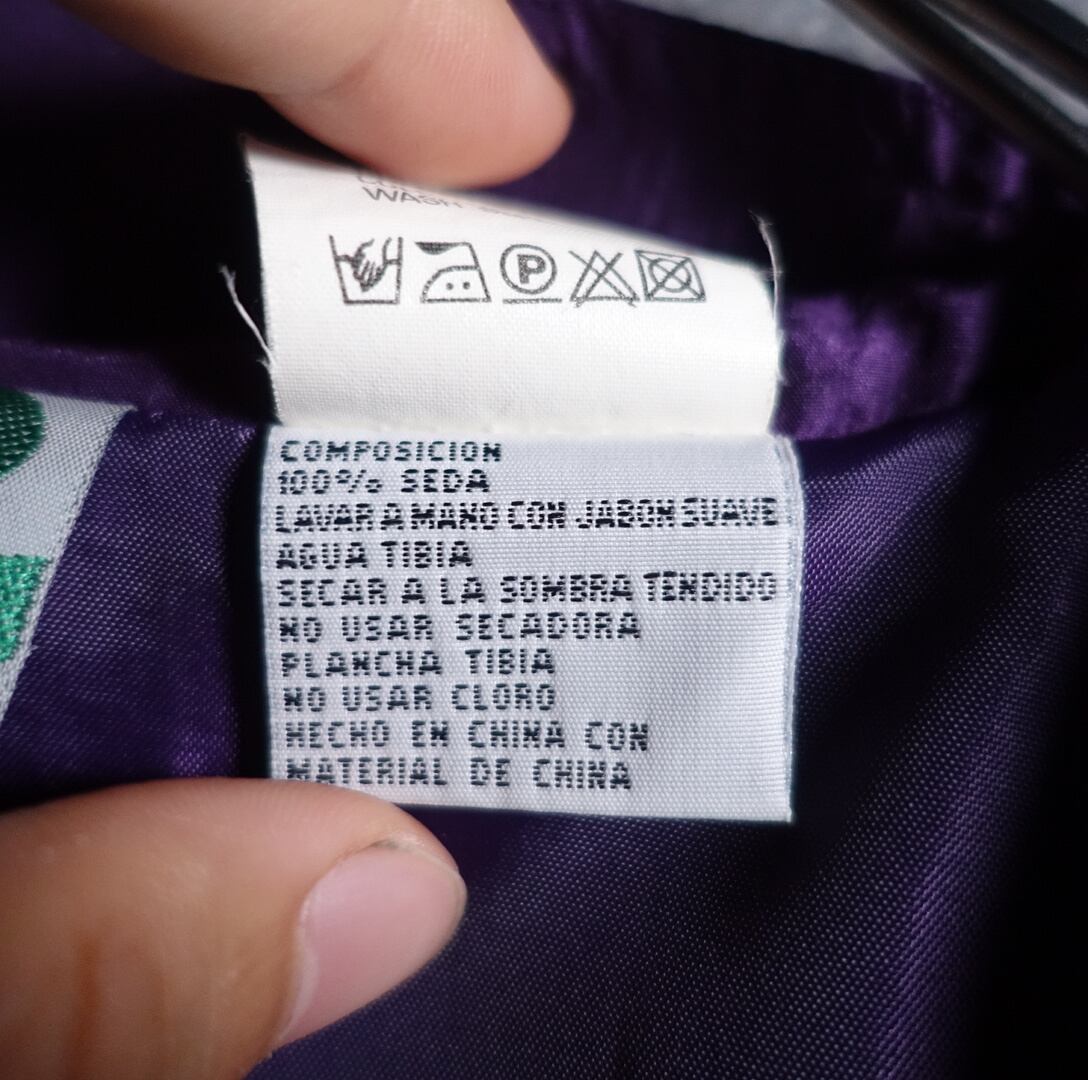 WASH
P
COMPOSICION
100% SEDA
LAVAR A MANO CON JABON SUAVE
AGUA TIBIA
SECAR A LA SOMBRA TENDIDO
NO USAR SECADORA
PLANCHA TIBIA
NO USAR CLORO
HECHO EN CHINA CON
MATERIAL DE CHINA